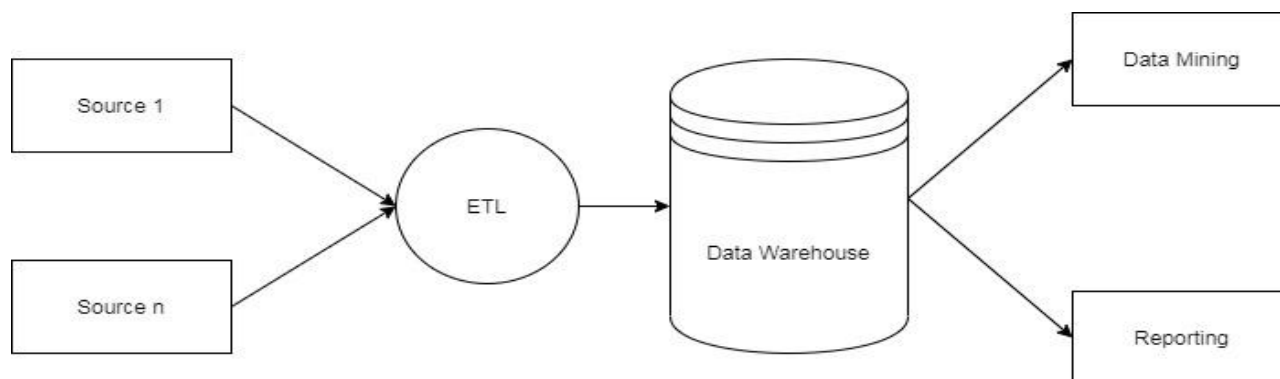 Source 1
Source n
ETL
Data Warehouse
Data Mining
Reporting